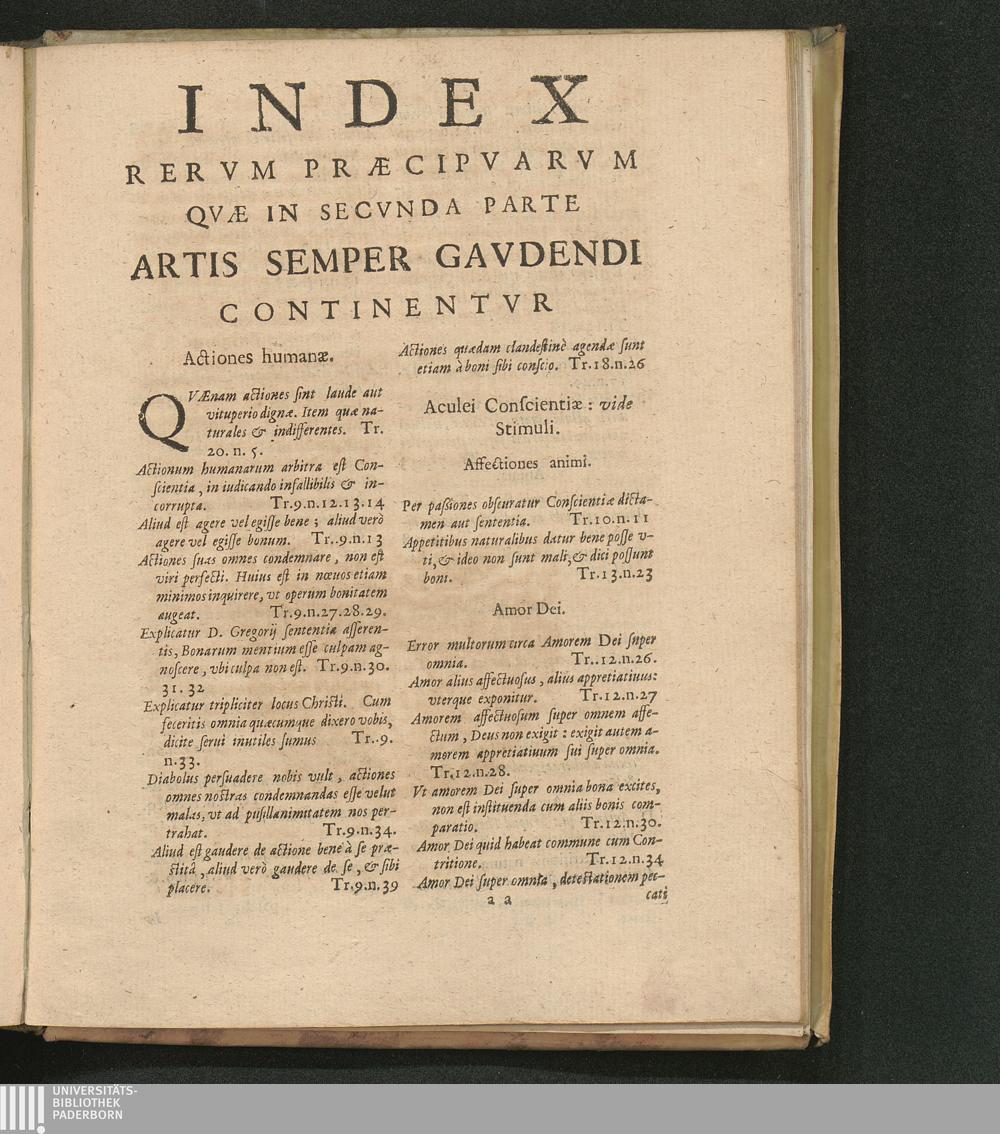 INDEX
RERVM PRÆCIPVARVM
QVÆ IN SECVNDA PARTE
ARTIS SEMPER GAVDENDI
CONTINENTVR
Actiones humanæ.
QVÆnam actiones ſint laude aut
vituperio dignæ. Item quæ na-
turales & indifferentes. Tr.
20. n. 5.
Actionum humanarum arbitra eſt Con-
ſcientia, in iudicando infallibilis & in-
corrupta. Tr.9.n.12.13.14
Aliud eſt agere vel egiſſe bene; aliud verò
agere vel egiſſe bonum. Tr..9.n.13
Actiones ſuas omnes condemnare, non eſt
viri perfecti. Huius eſt in nœuos etiam
minimos inquirere, vt operum bonitatem
augeat. Tr.9.n.27.28.29.
Explicatur D. Gregorij ſententia aſſeren-
tis, Bonarum mentium eſſe culpam ag-
noſcere, vbi culpa non eſt. Tr.9.n.30.
31. 32
Explicatur tripliciter locus Chriſti. Cum
feceritis omnia quæcumque dixero vobis,
dicite ſerui inutiles ſumus Tr..9.
n.33.
Diabolus perſuadere nobis vult, actiones
omnes noſtras condemnandas eſſe velut
malas, vt ad puſillanimitatem nos per-
trahat. Tr.9.n.34.
Aliud eſt gaudere de actione bene à ſe præ-
ſtitâ, aliud verò gaudere de ſe, & ſibi
placere. Tr.9.n.39
Actiones quædam clandeſtinè agendæ ſunt
etiam à boni ſibi conſcio. Tr.18.n.26
Aculei Conſcientiæ: vide
Stimuli.
Affectiones animi.
Per paſsiones obſcuratur Conſcientiæ dicta-
men aut ſententia. Tr.10.n.11
Appetitibus naturalibus datur bene poſſe v-
ti, & ideo non ſunt mali, & dici poſſunt
boni. Tr.13.n.23
Amor Dei.
Error multorum circa Amorem Dei ſuper
omnia. Tr..12.n.26.
Amor alius affectuoſus, alius appretiatiuus:
vterque exponitur. Tr.12.n.27
Amorem affectuoſum ſuper omnem affe-
ctum, Deus non exigit: exigit autem a-
morem appretiatiuum ſui ſuper omnia.
Tr.12.n.28.
Vt amorem Dei ſuper omnia bona excites,
non eſt inſtituenda cum aliis bonis com-
paratio. Tr.12.n.30.
Amor Dei quid habeat commune cum Con-
tritione. Tr.12.n.34
Amor Dei ſuper omnia, deteſtationem pec-
a a cati
UNIVERSITÄTS-
BIBLIOTHEK
PADERBORN